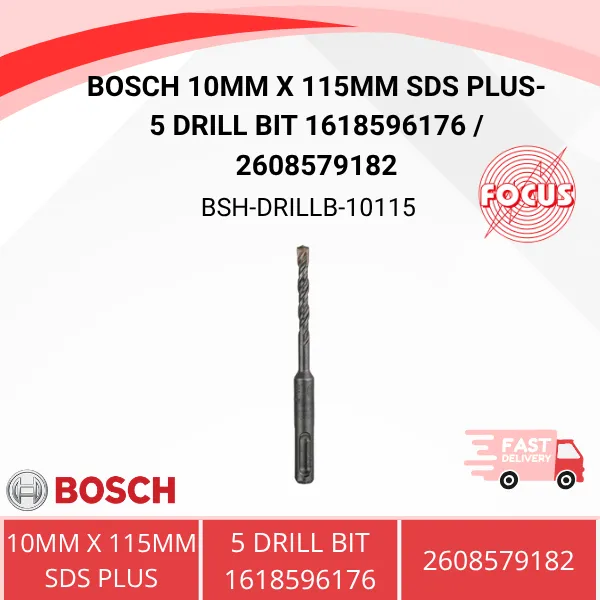 BOSCH 10MM X 115MM SDS PLUS-
5 DRILL BIT 1618596176 /
2608579182
BSH-DRILLB-10115
FOCUS
FAST
DELIVERY
BOSCH
10MM X 115MM
SDS PLUS
5 DRILL BIT
1618596176
2608579182